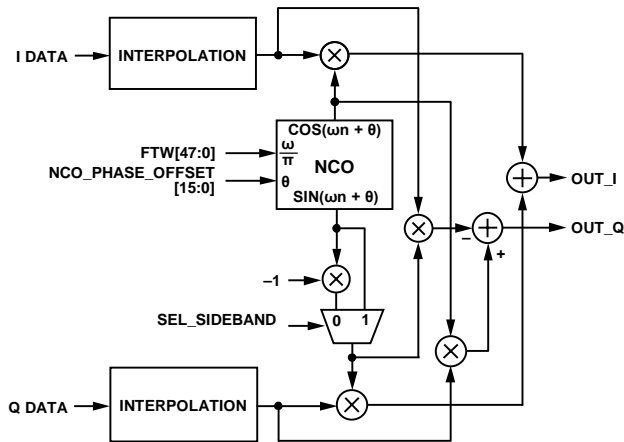 I DATA
INTERPOLATION
COS(ωn + θ)
ω
π
NCO
θ
SIN(ωn + θ)
FTW[47:0]
NCO_PHASE_OFFSET
[15:0]
OUT_I
OUT_Q
–
+
–1
0
1
SEL_SIDEBAND
Q DATA
INTERPOLATION